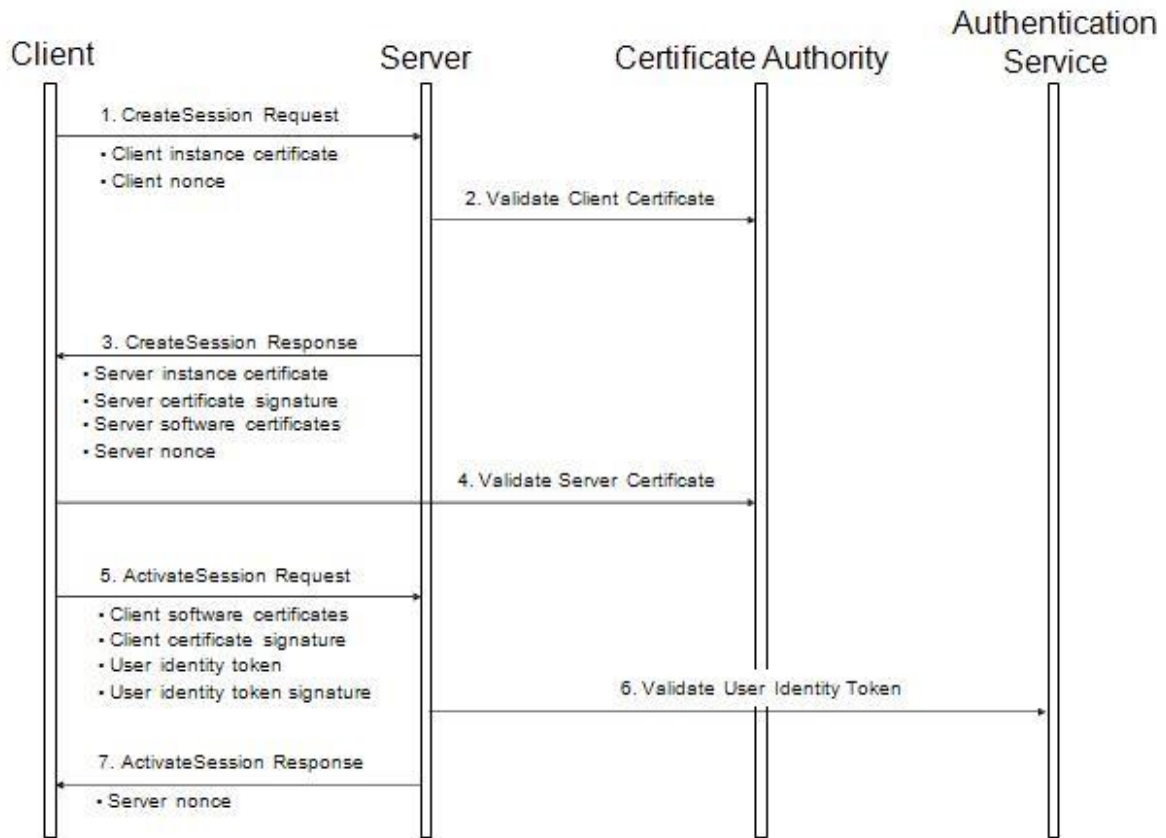 Client
Server
Certificate Authority
Authentication
Service
1. CreateSession Request
• Client instance certificate
• Client nonce
2. Validate Client Certificate
3. CreateSession Response
• Server instance certificate
• Server certificate signature
• Server software certificates
• Server nonce
4. Validate Server Certificate
5. ActivateSession Request
• Client software certificates
• Client certificate signature
• User identity token
• User identity token signature
6. Validate User Identity Token
7. ActivateSession Response
• Server nonce